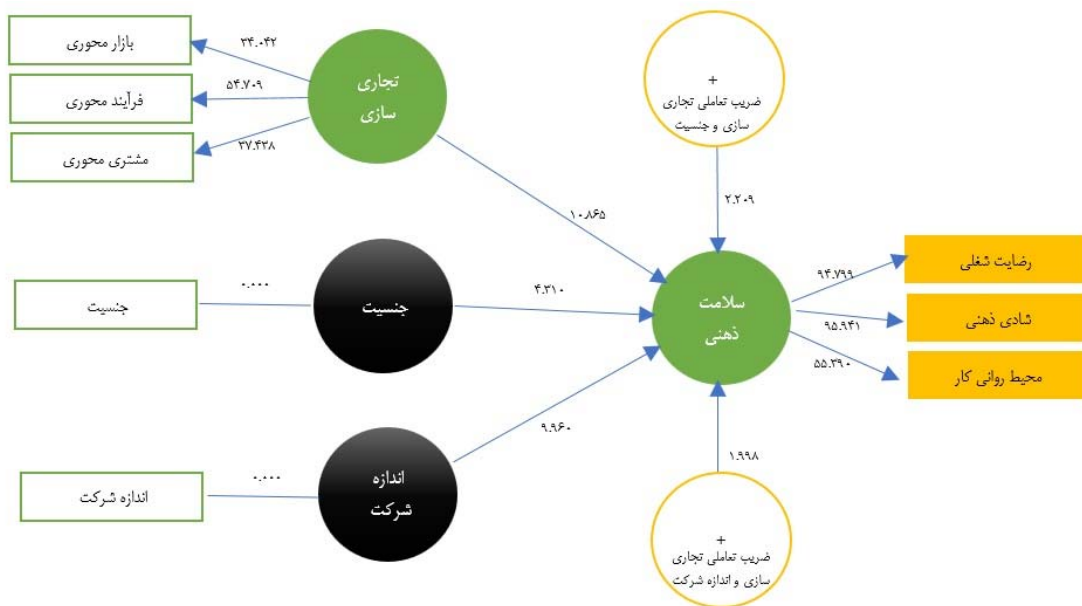 بازار محوری
فرآیند محوری
مشتری محوری
۳۴.۰۴۲
۵۴.۷۰۹
۳۷.۴۳۸
تجاری
سازی
+
ضریب تعاملی تجاری
سازی و جنسیت
۲.۲۰۹
۱۰.۸۶۵
جنسیت
۰.۰۰۰
جنسیت
۴.۳۱۰
سلامت
ذهنی
۹۴.۷۹۹
۹۵.۹۴۱
۵۵.۳۹۰
رضایت شغلی
شادی ذهنی
محیط روانی کار
اندازه شرکت
۰.۰۰۰
اندازه
شرکت
۹.۹۶۰
۱.۹۹۸
+
ضریب تعاملی تجاری
سازی و اندازه شرکت